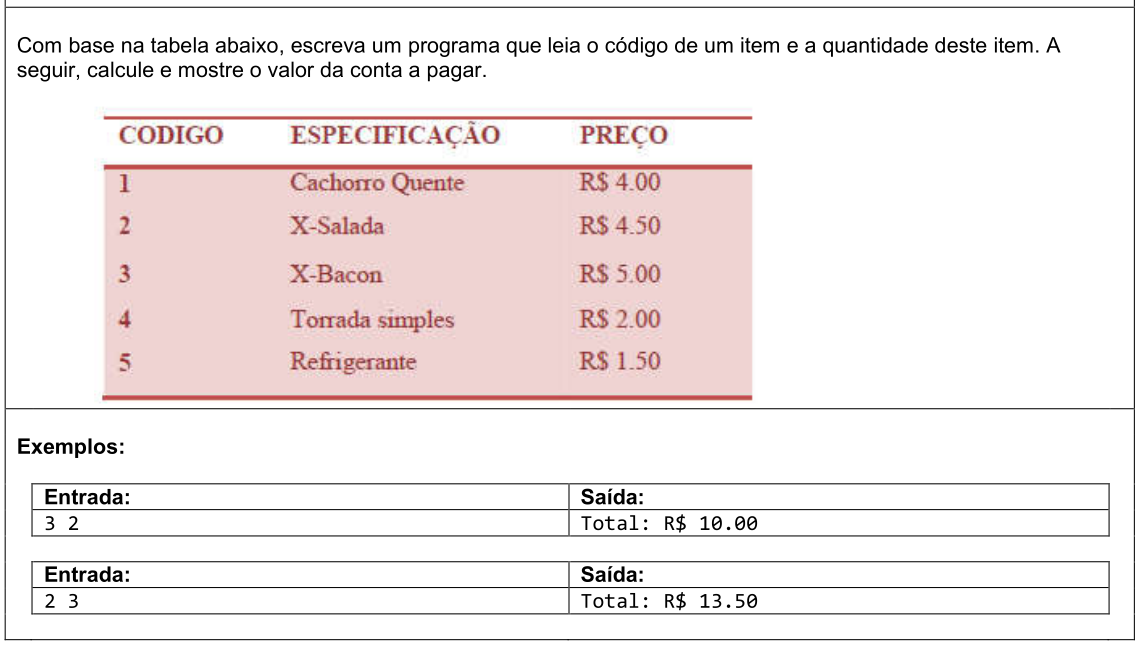 Com base na tabela abaixo, escreva um programa que leia o código de um item e a quantidade deste item. A
seguir, calcule e mostre o valor da conta a pagar.
CODIGO ESPECIFICAÇÃO PREÇO
1 Cachorro Quente R$ 4.00
2 X-Salada R$ 4.50
3 X-Bacon R$ 5.00
4 Torrada simples R$ 2.00
5 Refrigerante R$ 1.50
Exemplos:
Entrada: Saída:
3 2 Total: R$ 10.00
Entrada: Saída:
2 3 Total: R$ 13.50